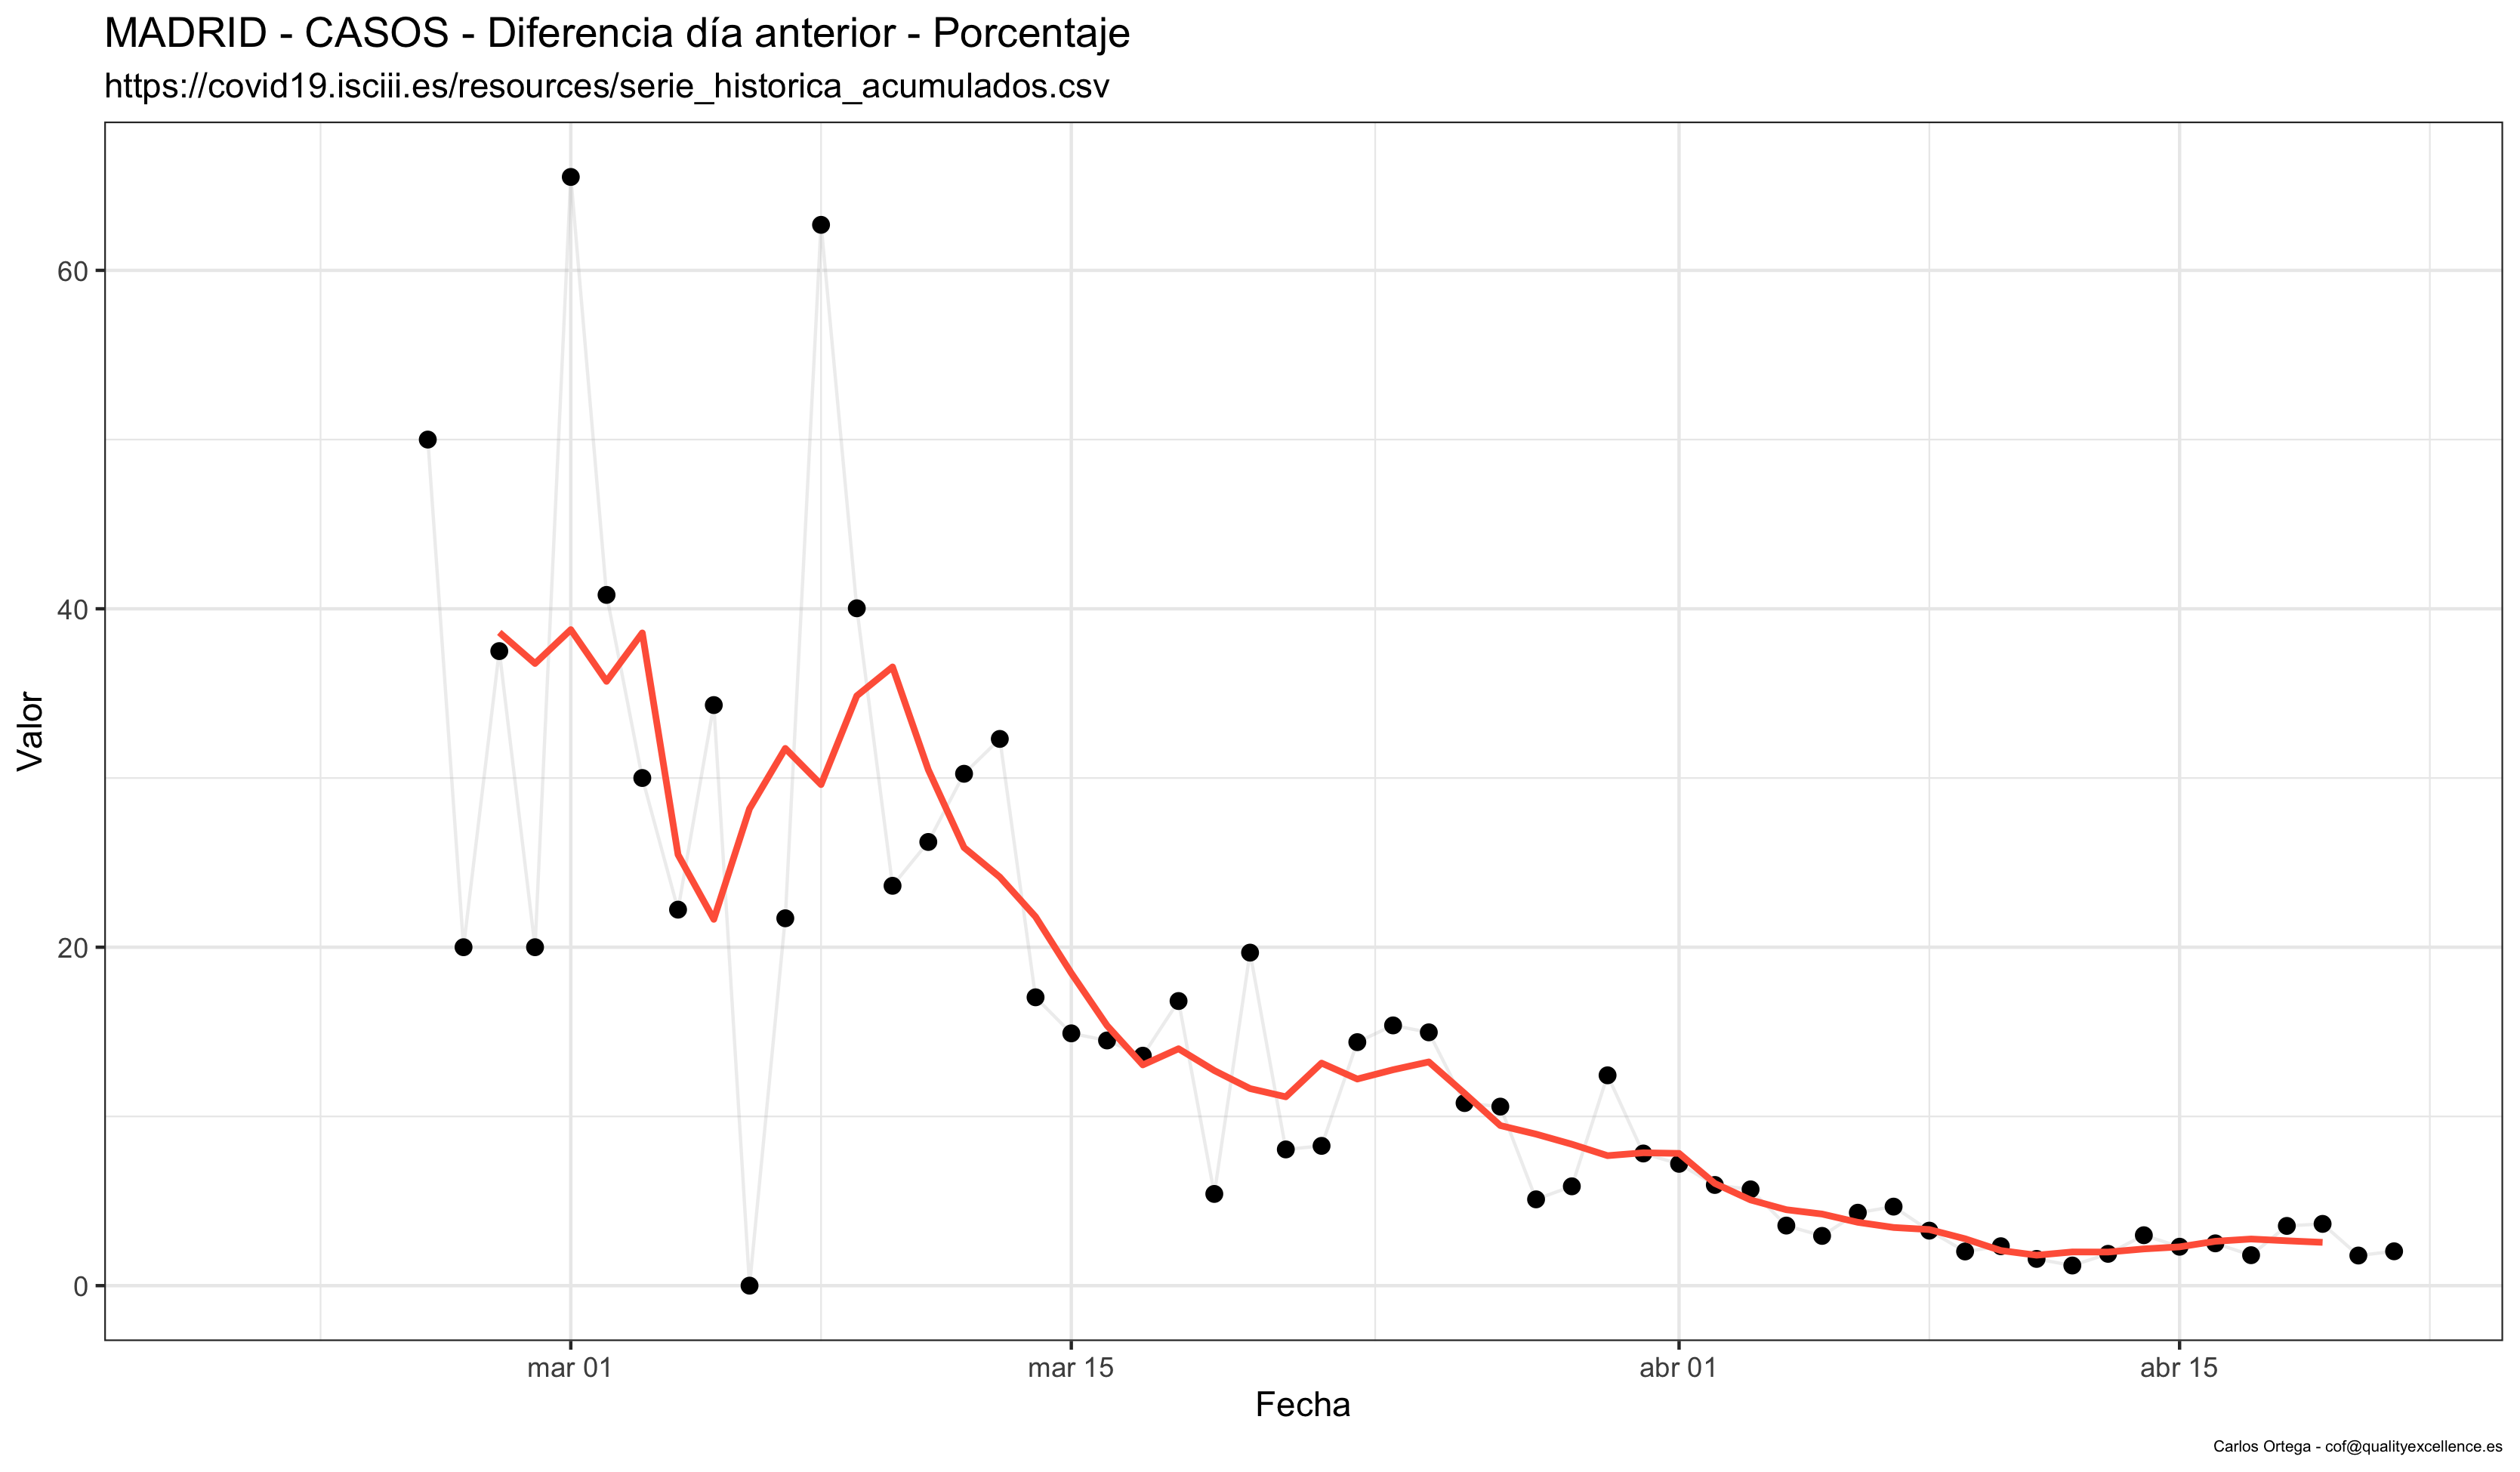 MADRID - CASOS - Diferencia día anterior - Porcentaje
https://covid19.isciii.es/resources/serie_historica_acumulados.csv
60
40
20
0
Valor
mar 01
mar 15
abr 01
abr 15
Fecha
Carlos Ortega - cof@qualityexcellence.es